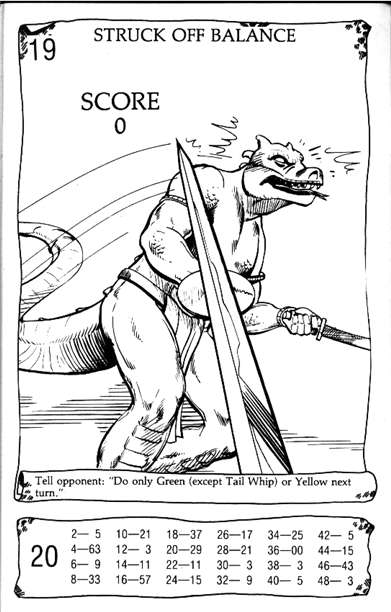 19
STRUCK OFF BALANCE
SCORE
0
Tell opponent: "Do only Green (except Tail Whip) or Yellow next
turn."
20
2— 5 10—21 18—37 26—17 34—25 42— 5
4—63 12— 3 20—29 28—21 36—00 44—15
6— 9 14—11 22—11 30— 3 38— 3 46—43
8—33 16—57 24—15 32— 9 40— 5 48— 3